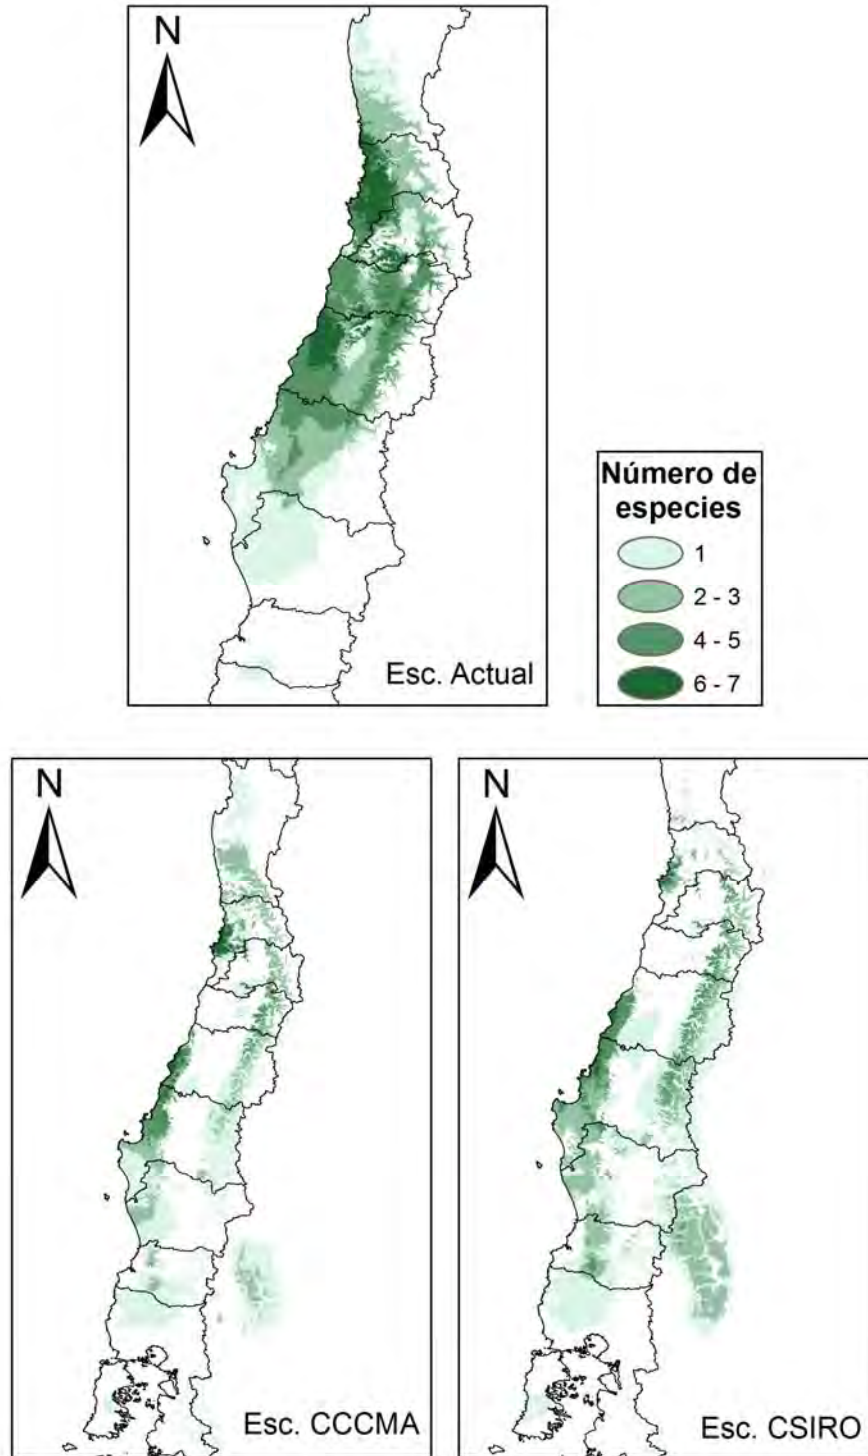 N
Esc. Actual
Número de
especies
1
2 - 3
4 - 5
6 - 7
N
Esc. CCCMA
N
Esc. CSIRO